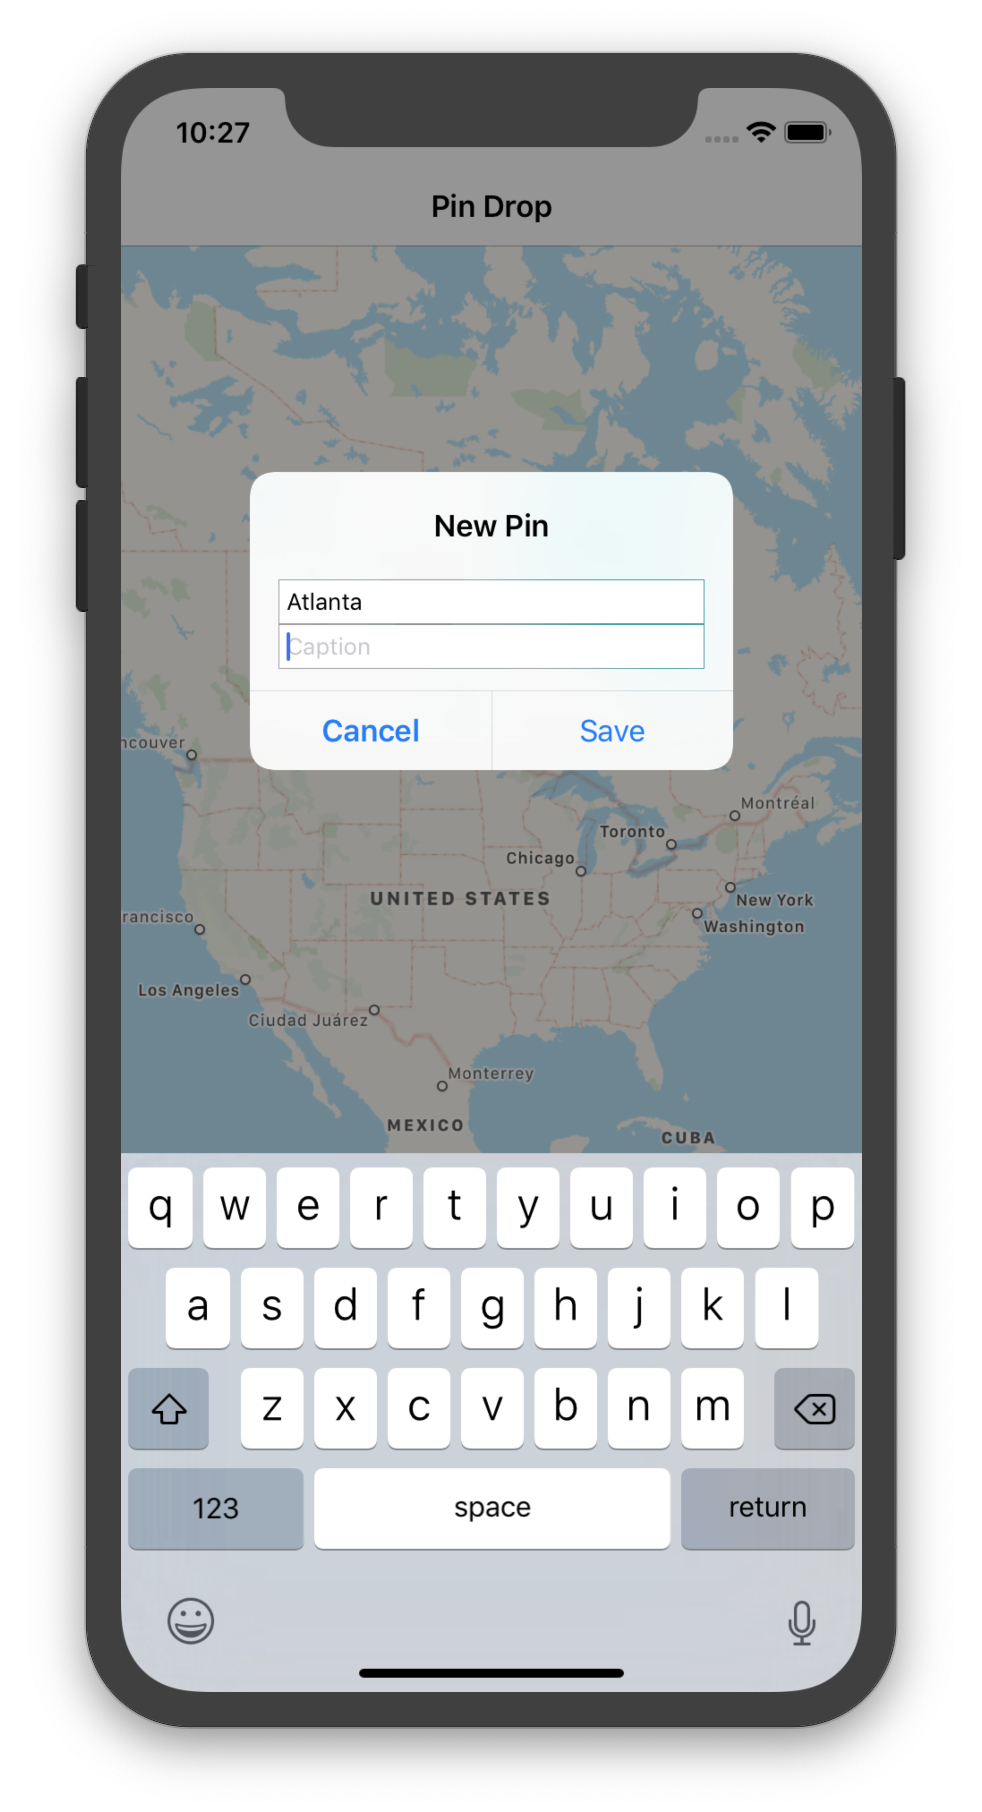 10:27
Pin Drop
New Pin
Atlanta
Caption
Cancel
Save
ncouver
Montréal
Toronto
Chicago
UNITED STATES
New York
rancisco
Washington
Los Angeles
Ciudad Juárez
Monterrey
MEXICO
CUBA
q w e r t y u i o p
a s d f g h j k l
z x c v b n m
123 space return